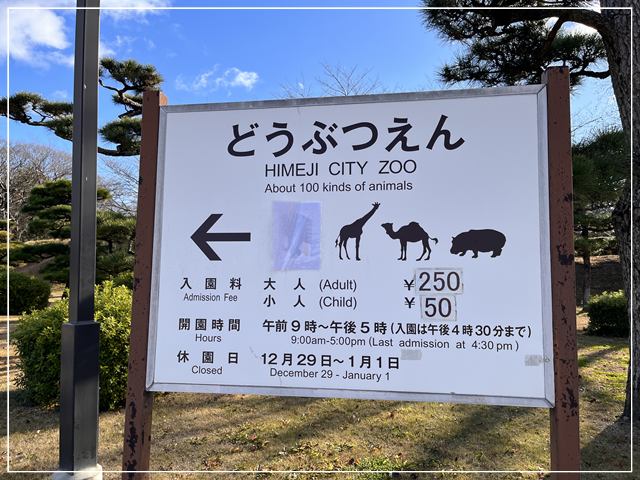 どうぶつえん
HIMEJI CITY ZOO
About 100 kinds of animals
入園料 大人 (Adult) ¥250
Admission Fee 小人 (Child) ¥50
開園時間 午前9時〜午後5時(入園は午後4時30分まで)
Hours 9:00am-5:00pm (Last admission at 4:30 pm)
休園日 12月29日〜1月1日
Closed December 29 - January 1